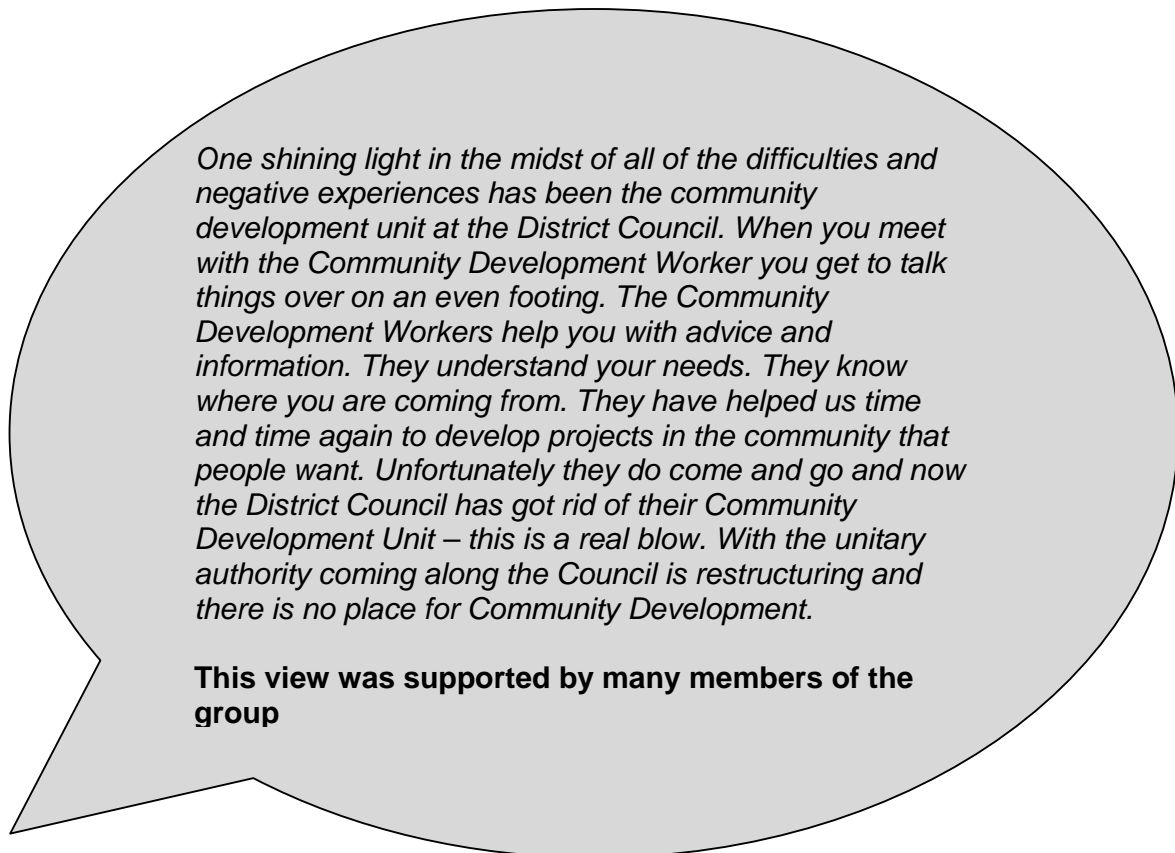 One shining light in the midst of all of the difficulties and
negative experiences has been the community
development unit at the District Council. When you meet
with the Community Development Worker you get to talk
things over on an even footing. The Community
Development Workers help you with advice and
information. They understand your needs. They know
where you are coming from. They have helped us time
and time again to develop projects in the community that
people want. Unfortunately they do come and go and now
the District Council has got rid of their Community
Development Unit – this is a real blow. With the unitary
authority coming along the Council is restructuring and
there is no place for Community Development.
This view was supported by many members of the
group